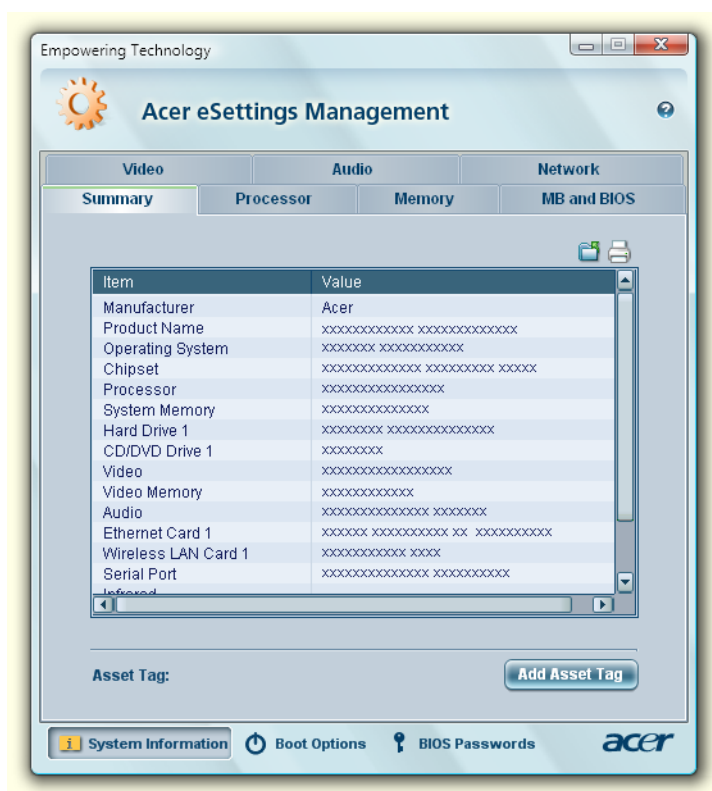 Empowering Technology
Acer eSettings Management
Video Audio Network
Summary Processor Memory MB and BIOS
Item Value
Manufacturer Acer
Product Name xxxxxxxxxxxx xxxxxxxxxxxxx
Operating System xxxxxxx xxxxxxxxxxx
Chipset xxxxxxxxxxxxx xxxxxxxxx xxxxx
Processor xxxxxxxxxxxxxxxx
System Memory xxxxxxxxxxxxxx
Hard Drive 1 xxxxxxxx xxxxxxxxxxxxxx
CD/DVD Drive 1 xxxxxxxx
Video xxxxxxxxxxxxxxxxx
Video Memory xxxxxxxxxxxx
Audio xxxxxxxxxxxxxx xxxxxxx
Ethernet Card 1 xxxxxx xxxxxxxxxx xx xxxxxxxxxx
Wireless LAN Card 1 xxxxxxxxxxx xxxx
Serial Port xxxxxxxxxxxxxx xxxxxxxxxx
Infrared
Asset Tag: Add Asset Tag
System Information Boot Options BIOS Passwords acer